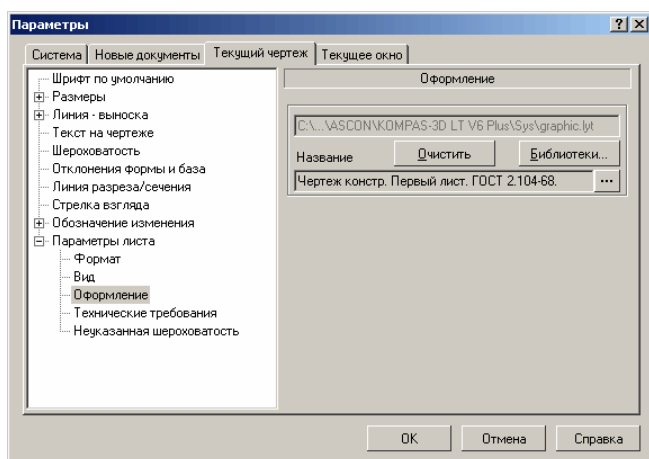 Параметры
Система Новые документы Текущий чертеж Текущее окно
Шрифт по умолчанию
Размеры
Линия - выноска
Текст на чертеже
Шероховатость
Отклонения формы и база
Линия разреза/сечения
Стрелка взгляда
Обозначение изменения
Параметры листа
Формат
Вид
Оформление
Технические требования
Неуказанная шероховатость
Оформление
C:\...\ASCON\KOMPAS-3D LT V6 Plus\Sys\graphic.lyt
Название Очистить Библиотеки...
Чертеж констр. Первый лист. ГОСТ 2.104-68. ...
OK Отмена Справка